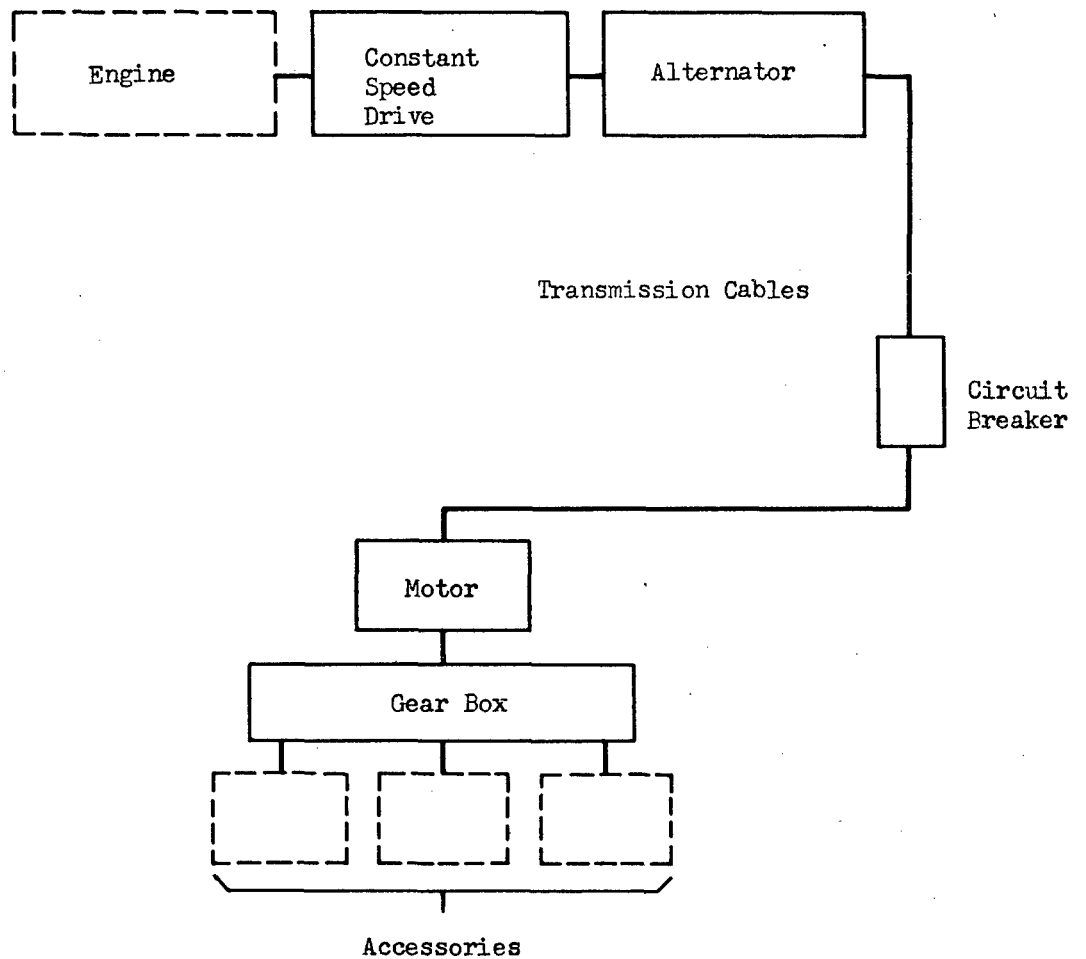 Engine
Constant
Speed
Drive
Alternator
Transmission Cables
Circuit
Breaker
Motor
Gear Box
Accessories